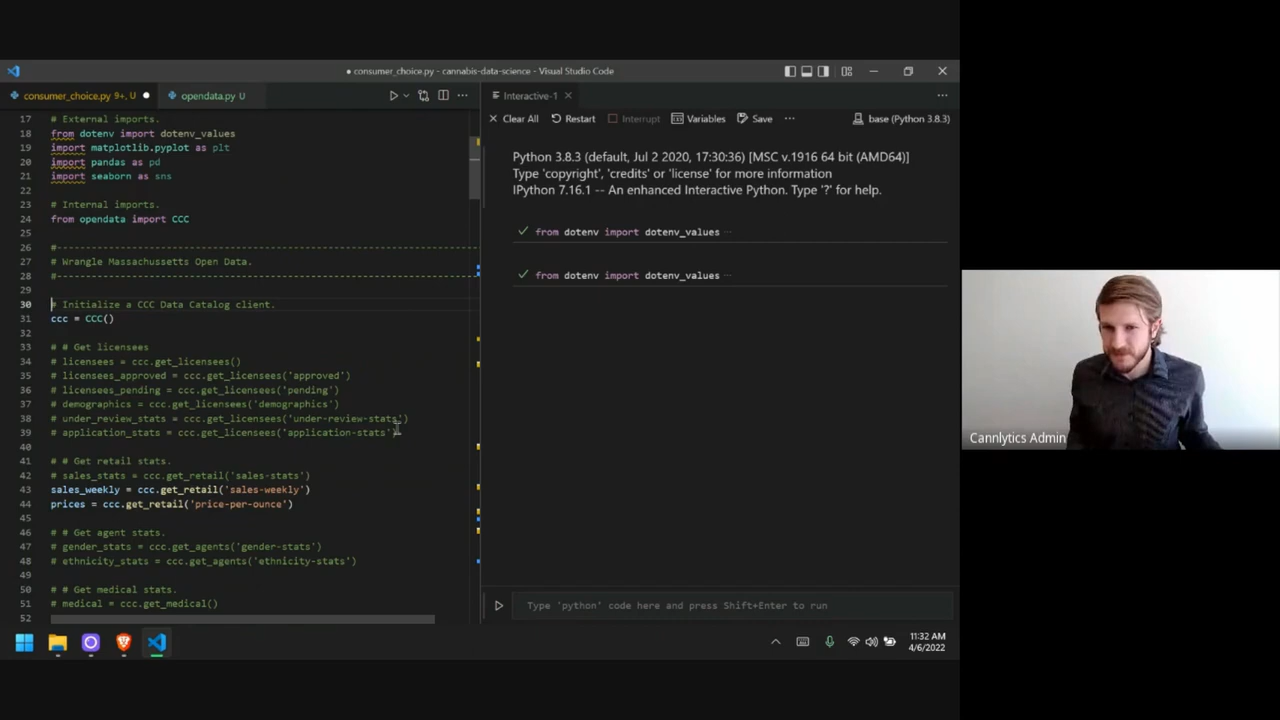 consumer_choice.py - cannabis-data-science - Visual Studio Code
consumer_choice.py 9+, U
opendata.py U
Interactive-1
Clear All
Restart
Interrupt
Variables
Save
base (Python 3.8.3)
17 # External imports.
18 from dotenv import dotenv_values
19 import matplotlib.pyplot as plt
20 import pandas as pd
21 import seaborn as sns
22
23 # Internal imports.
24 from opendata import CCC
25
26 #--------------------------------------------------------------------------
27 # Wrangle Massachussetts Open Data.
28 #--------------------------------------------------------------------------
29
30 # Initialize a CCC Data Catalog client.
31 ccc = CCC()
32
33 # # Get licensees
34 # licensees = ccc.get_licensees()
35 # licensees_approved = ccc.get_licensees('approved')
36 # licensees_pending = ccc.get_licensees('pending')
37 # demographics = ccc.get_licensees('demographics')
38 # under_review_stats = ccc.get_licensees('under-review-stats')
39 # application_stats = ccc.get_licensees('application-stats')
40
41 # # Get retail stats.
42 # sales_stats = ccc.get_retail('sales-stats')
43 sales_weekly = ccc.get_retail('sales-weekly')
44 prices = ccc.get_retail('price-per-ounce')
45
46 # # Get agent stats.
47 # gender_stats = ccc.get_agents('gender-stats')
48 # ethnicity_stats = ccc.get_agents('ethnicity-stats')
49
50 # # Get medical stats.
51 # medical = ccc.get_medical()
52
Python 3.8.3 (default, Jul 2 2020, 17:30:36) [MSC v.1916 64 bit (AMD64)]
Type 'copyright', 'credits' or 'license' for more information
IPython 7.16.1 -- An enhanced Interactive Python. Type '?' for help.
from dotenv import dotenv_values ···
from dotenv import dotenv_values ···
Type 'python' code here and press Shift+Enter to run
Cannlytics Admin
11:32 AM
4/6/2022